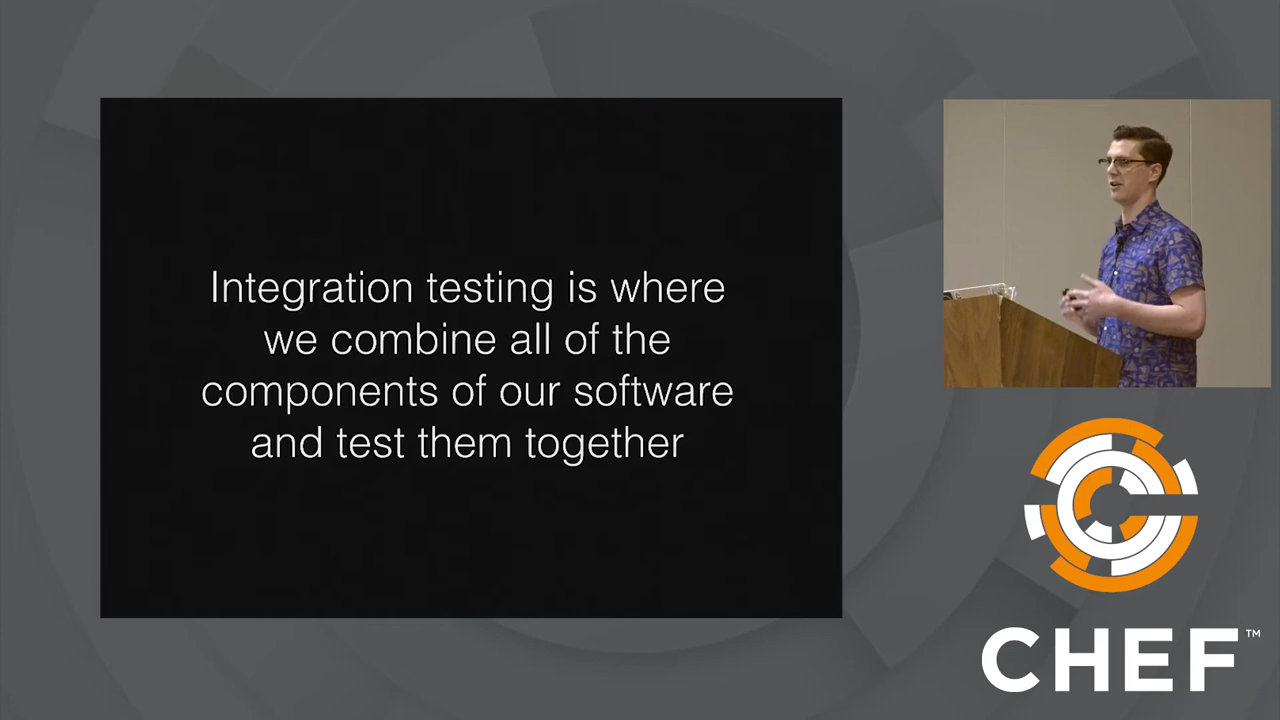 Integration testing is where
we combine all of the
components of our software
and test them together
CHEF™